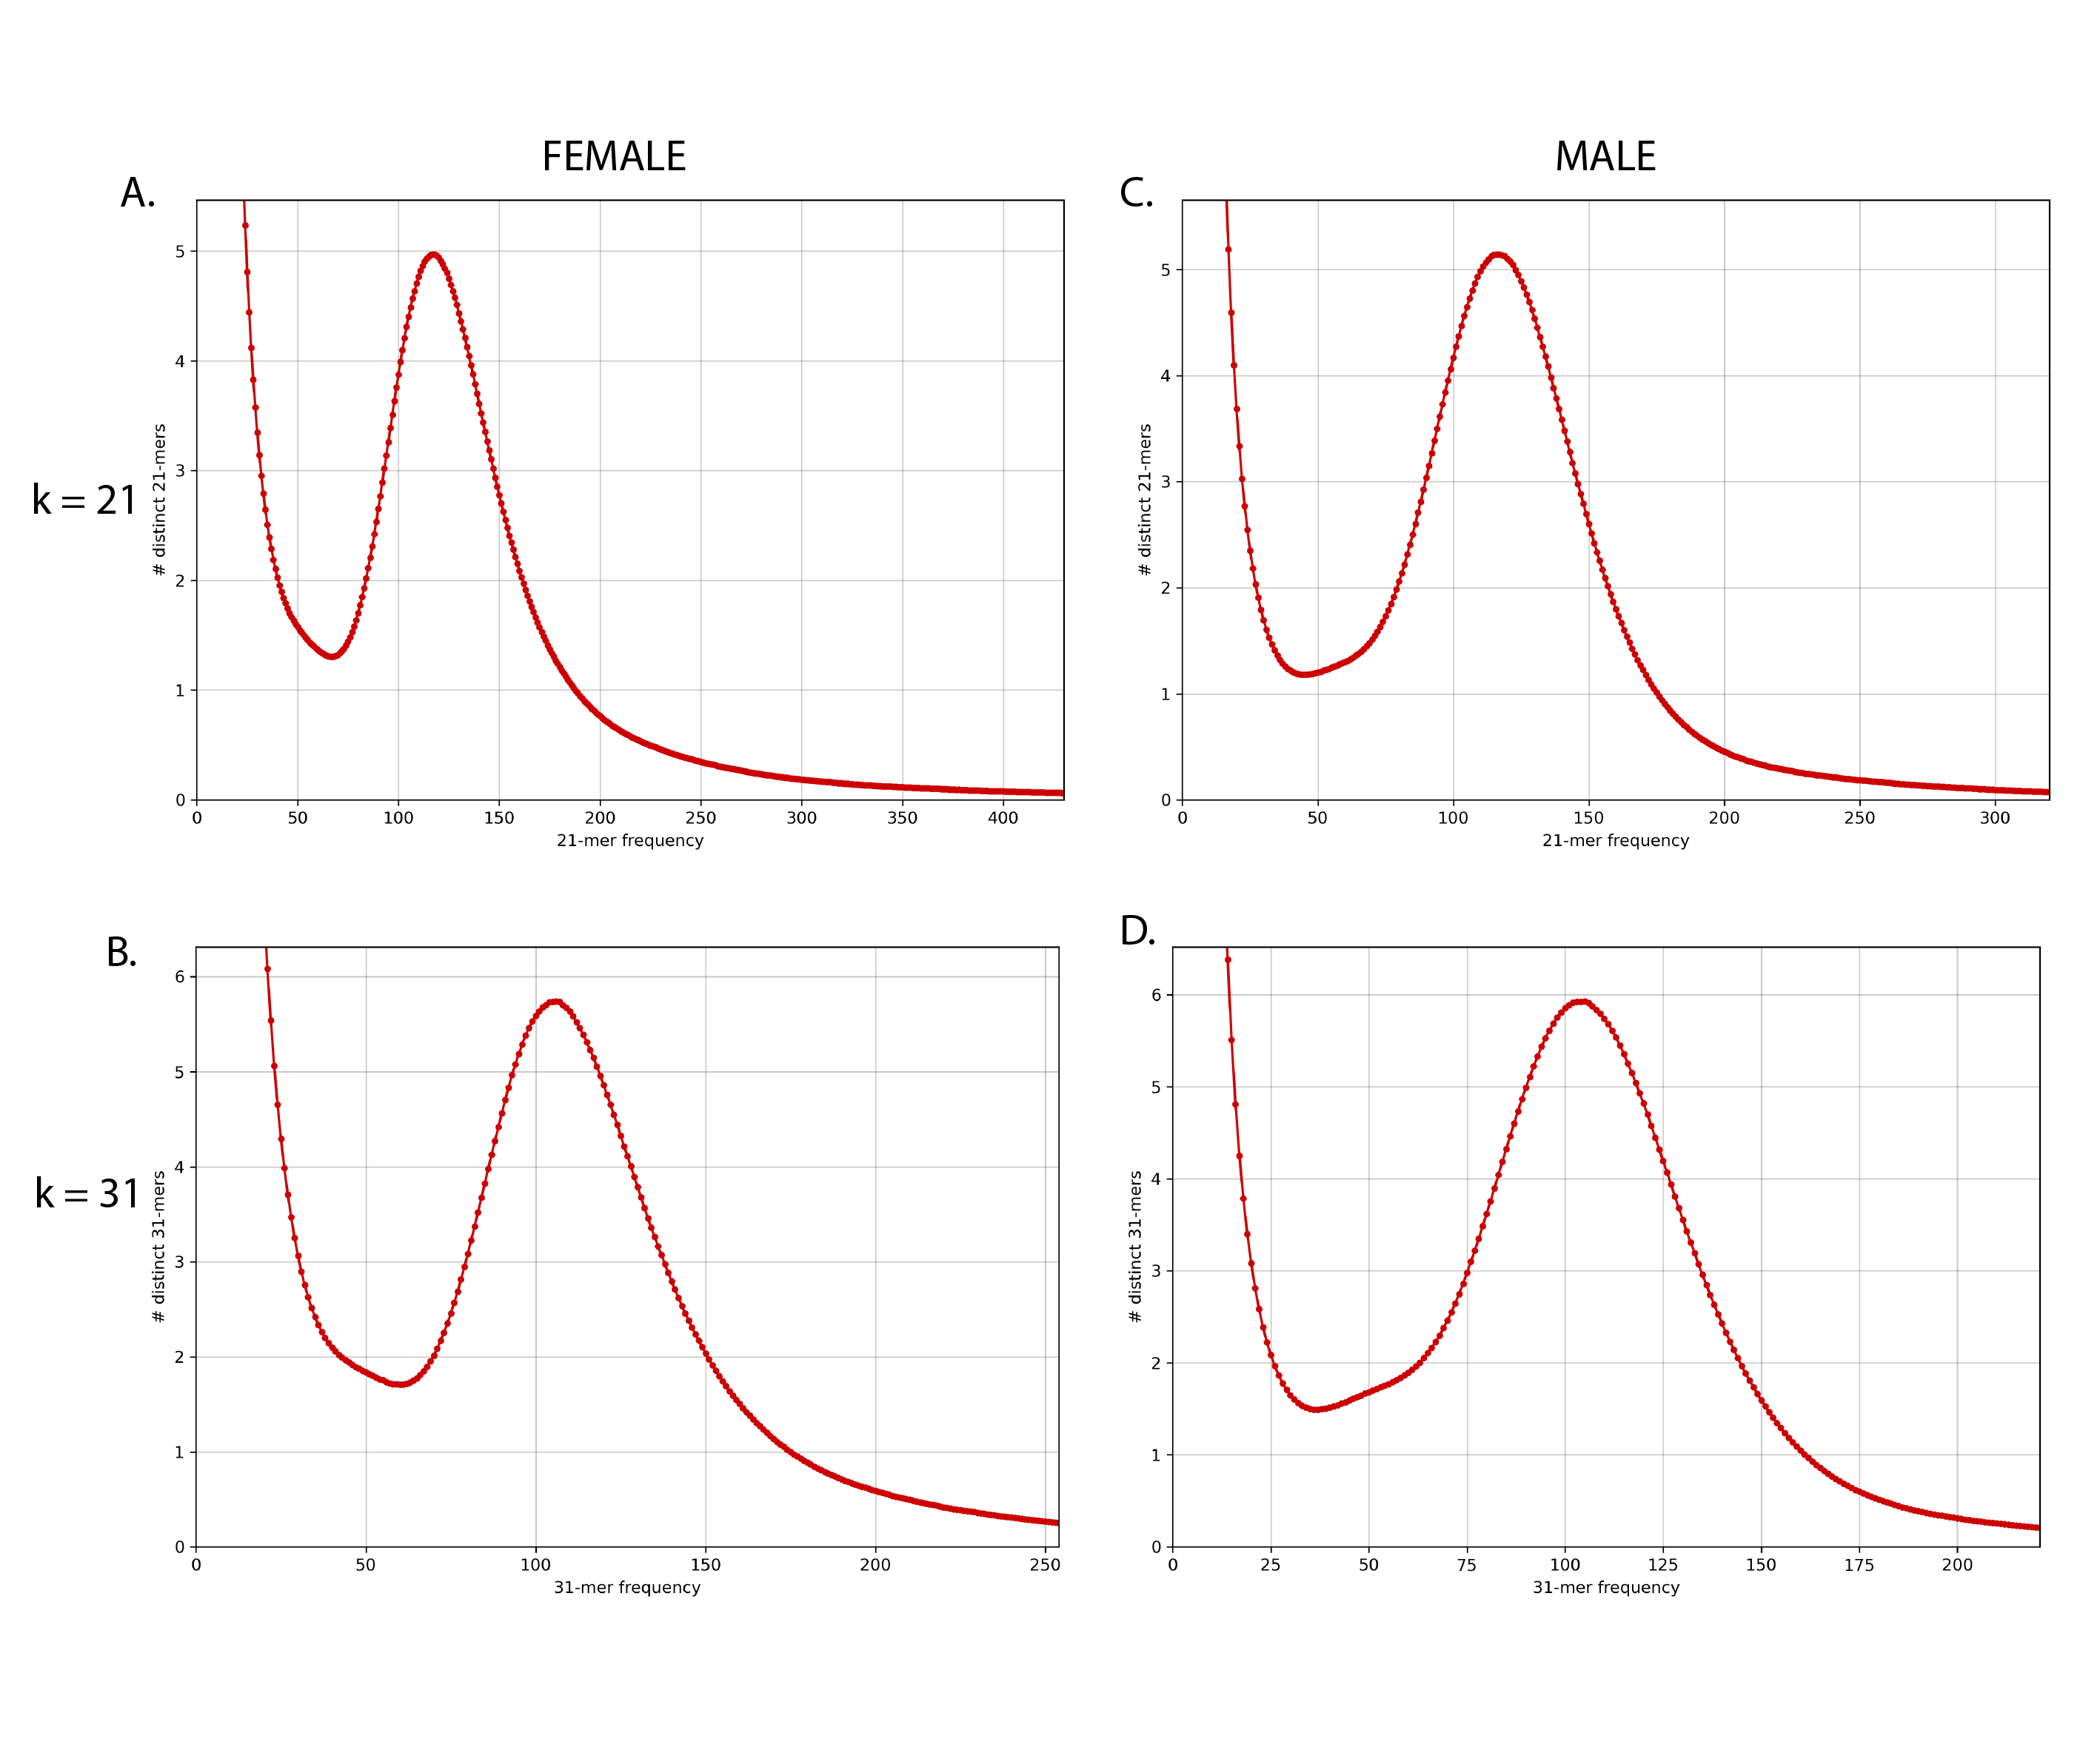 FEMALE
MALE
A.
C.
k = 21
# distinct 21-mers
5
4
3
2
1
0
0 50 100 150 200 250 300 350 400
21-mer frequency
# distinct 21-mers
5
4
3
2
1
0
0 50 100 150 200 250 300
21-mer frequency
B.
D.
k = 31
# distinct 31-mers
6
5
4
3
2
1
0
0 50 100 150 200 250
31-mer frequency
# distinct 31-mers
6
5
4
3
2
1
0
0 25 50 75 100 125 150 175 200
31-mer frequency